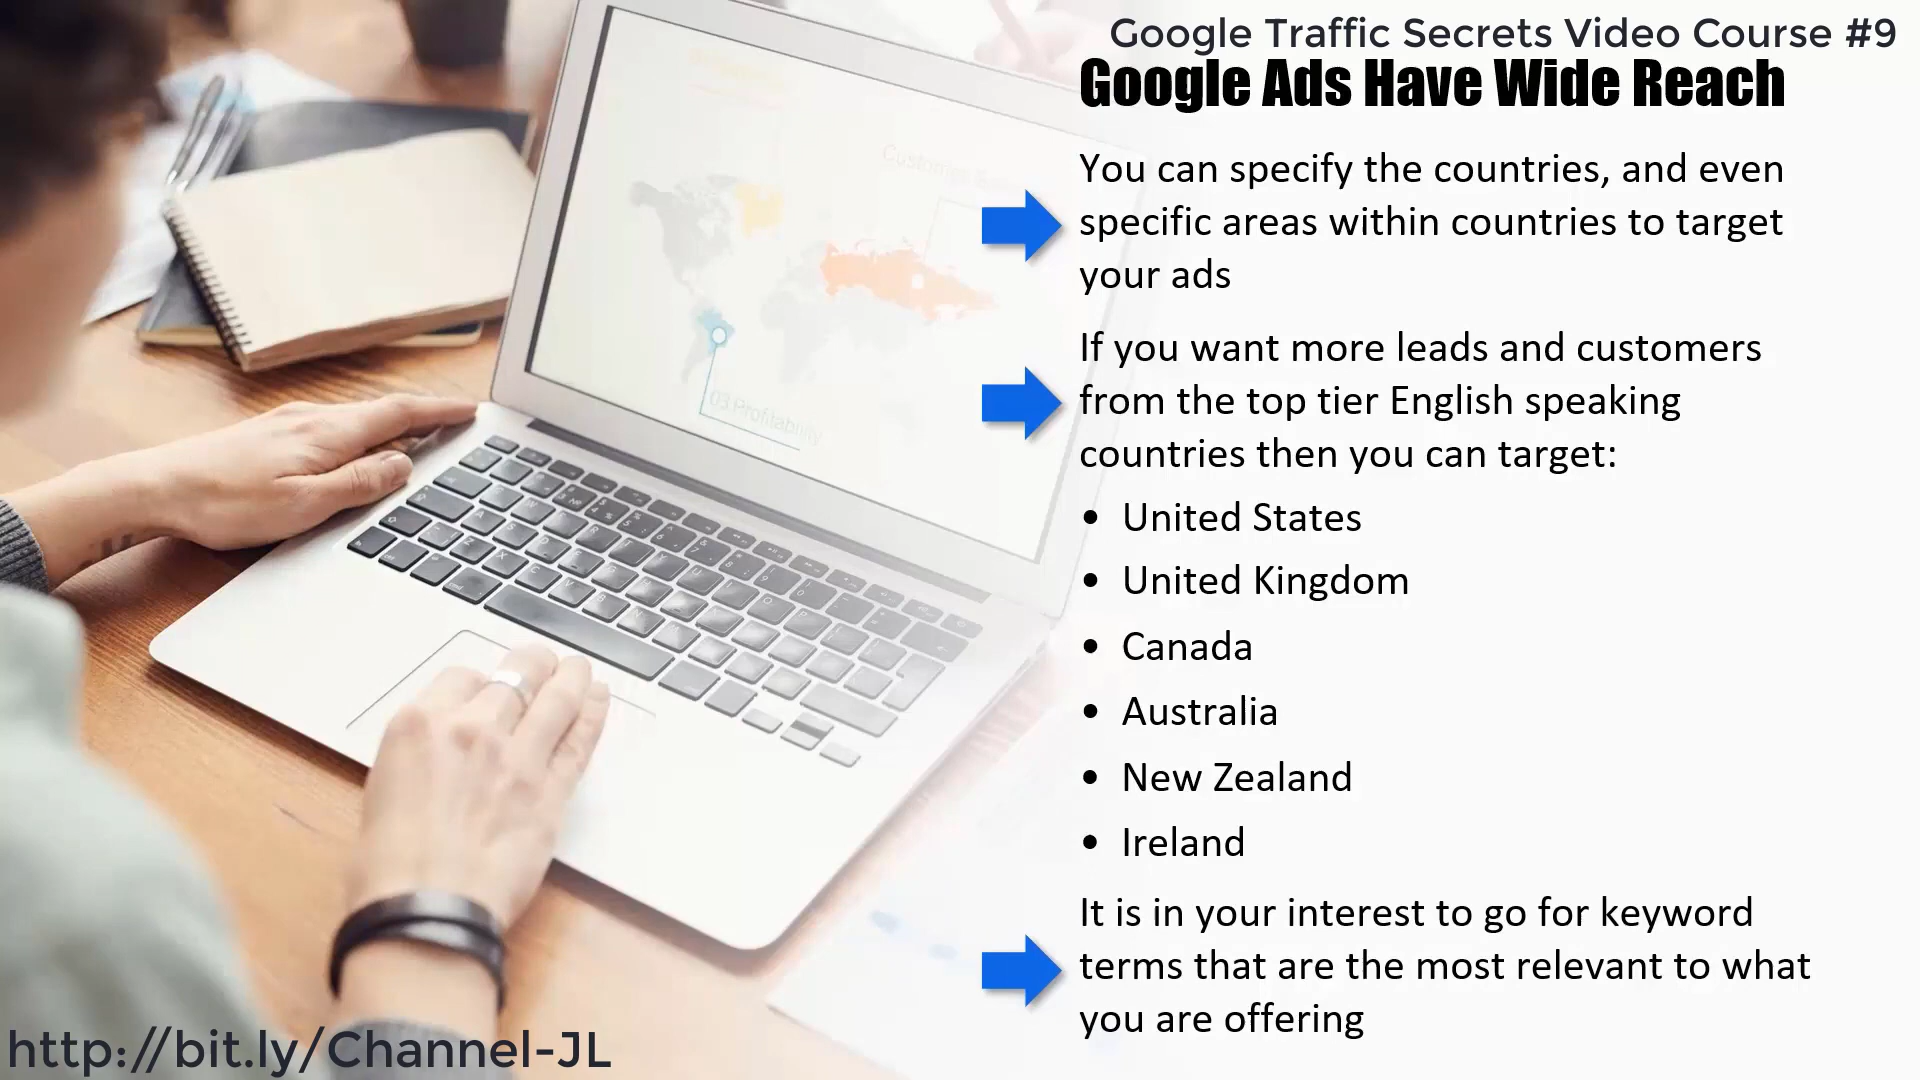 Google Traffic Secrets Video Course #9
Google Ads Have Wide Reach
You can specify the countries, and even
specific areas within countries to target
your ads
If you want more leads and customers
from the top tier English speaking
countries then you can target:
• United States
• United Kingdom
• Canada
• Australia
• New Zealand
• Ireland
It is in your interest to go for keyword
terms that are the most relevant to what
you are offering
03 Profitability
http://bit.ly/Channel-JL